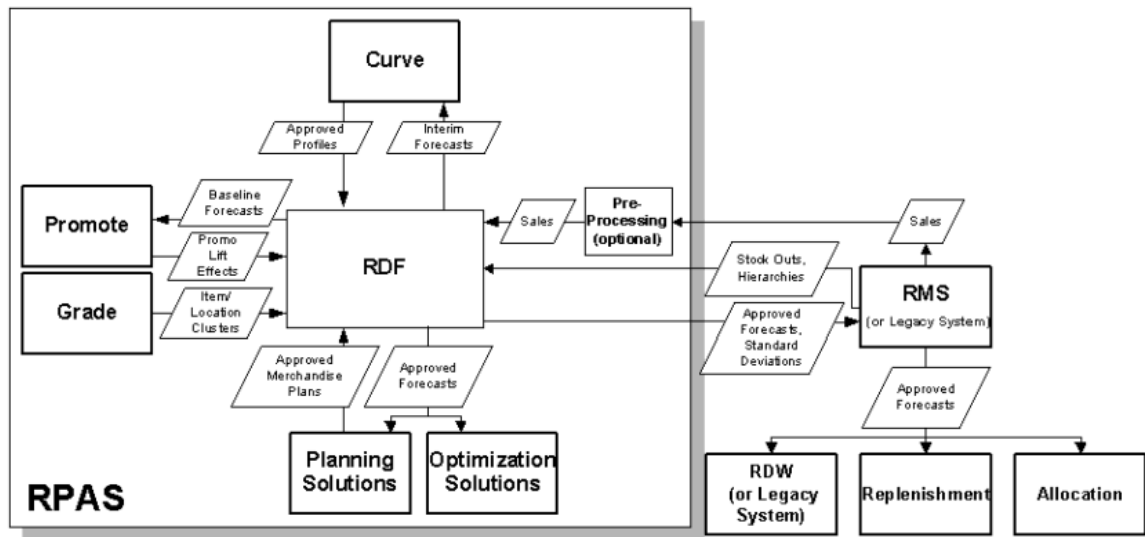 Curve
Approved
Profiles
Interim
Forecasts
Promote
Baseline
Forecasts
Promo
Lift
Effects
Grade
Item/
Location
Clusters
RDF
Sales
Pre-
Processing
(optional)
Sales
Stock Outs,
Hierarchies
Approved
Forecasts,
Standard
Deviations
RMS
(or Legacy System)
Approved
Merchandise
Plans
Approved
Forecasts
Approved
Forecasts
Planning
Solutions
Optimization
Solutions
RDW
(or Legacy
System)
Replenishment
Allocation
RPAS